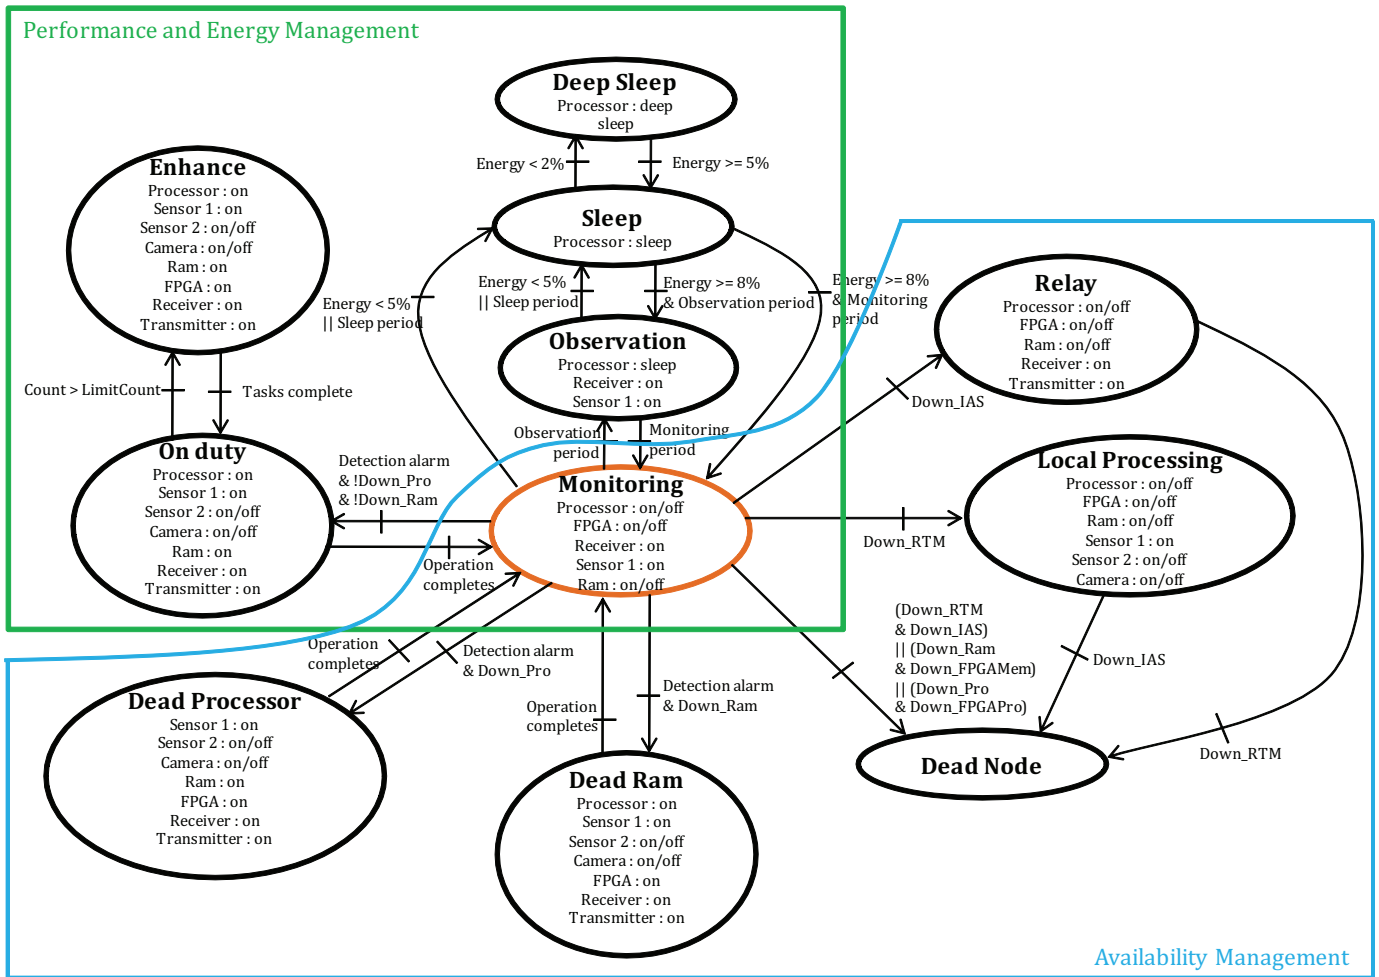 Performance and Energy Management
Deep Sleep
Processor : deep
sleep
Energy < 2%
Energy >= 5%
Enhance
Processor : on
Sensor 1 : on
Sensor 2 : on/off
Camera : on/off
Ram : on
FPGA : on
Receiver : on
Transmitter : on
Sleep
Processor : sleep
Energy < 5%
|| Sleep period
Energy < 5%
|| Sleep period
Energy >= 8%
& Observation period
Energy >= 8%
& Monitoring
period
Relay
Processor : on/off
FPGA : on/off
Ram : on/off
Receiver : on
Transmitter : on
Observation
Processor : sleep
Receiver : on
Sensor 1 : on
Count > LimitCount
Tasks complete
Down_IAS
Observation
period
Monitoring
period
On duty
Processor : on
Sensor 1 : on
Sensor 2 : on/off
Camera : on/off
Ram : on
Receiver : on
Transmitter : on
Detection alarm
& !Down_Pro
& !Down_Ram
Operation
completes
Monitoring
Processor : on/off
FPGA : on/off
Receiver : on
Sensor 1 : on
Ram : on/off
Down_RTM
Local Processing
Processor : on/off
FPGA : on/off
Ram : on/off
Sensor 1 : on
Sensor 2 : on/off
Camera : on/off
Operation
completes
Detection alarm
& Down_Pro
(Down_RTM
& Down_IAS)
|| (Down_Ram
& Down_FPGAMem)
|| (Down_Pro
& Down_FPGAPro)
Down_IAS
Dead Processor
Sensor 1 : on
Sensor 2 : on/off
Camera : on/off
Ram : on
FPGA : on
Receiver : on
Transmitter : on
Operation
completes
Detection alarm
& Down_Ram
Down_RTM
Dead Node
Dead Ram
Processor : on
Sensor 1 : on
Sensor 2 : on/off
Camera : on/off
FPGA : on
Receiver : on
Transmitter : on
Availability Management